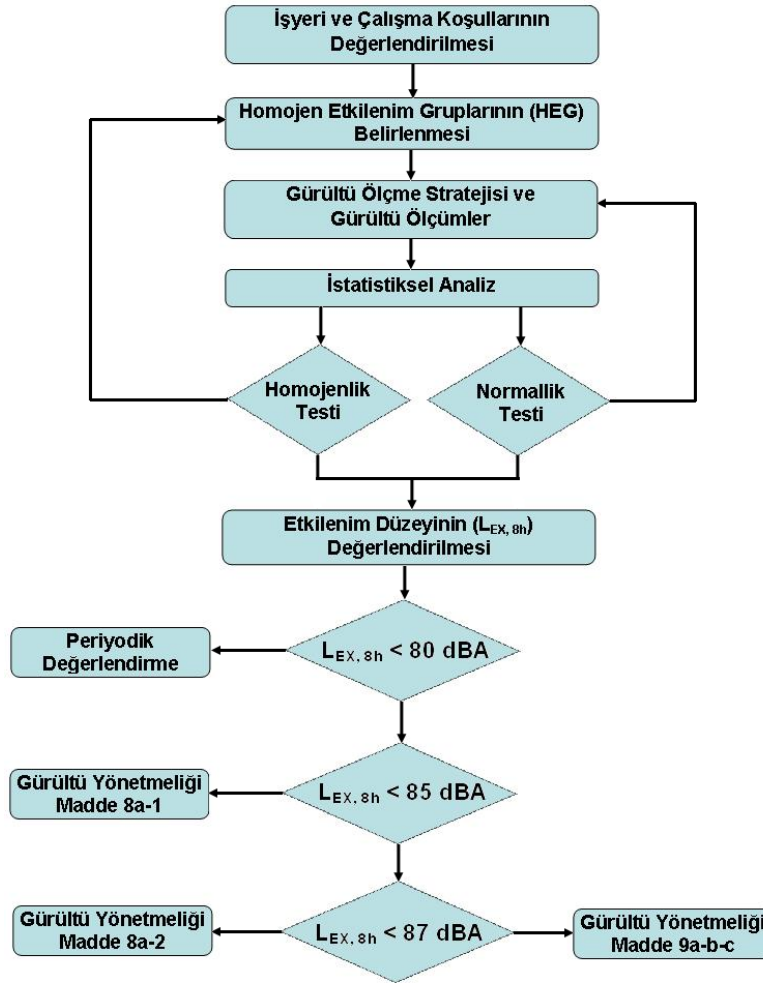 İşyeri ve Çalışma Koşullarının
Değerlendirilmesi
Homojen Etkilenim Gruplarının (HEG)
Belirlenmesi
Gürültü Ölçme Stratejisi ve
Gürültü Ölçümler
İstatistiksel Analiz
Homojenlik
Testi
Normallik
Testi
Etkilenim Düzeyinin (LEX, 8h)
Değerlendirilmesi
LEX, 8h < 80 dBA
Periyodik
Değerlendirme
LEX, 8h < 85 dBA
Gürültü Yönetmeliği
Madde 8a-1
LEX, 8h < 87 dBA
Gürültü Yönetmeliği
Madde 8a-2
Gürültü Yönetmeliği
Madde 9a-b-c